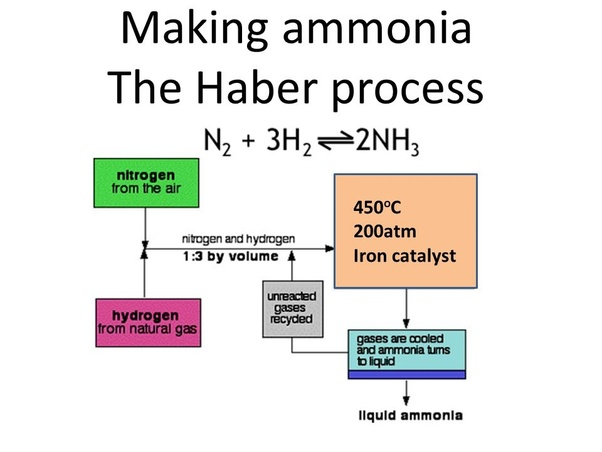 Making ammonia
The Haber process
N₂ + 3H₂ ⇌ 2NH₃
nitrogen
from the air
450°C
200atm
Iron catalyst
nitrogen and hydrogen
1:3 by volume
hydrogen
from natural gas
unreacted
gases
recycled
gases are cooled
and ammonia turns
to liquid
liquid ammonia